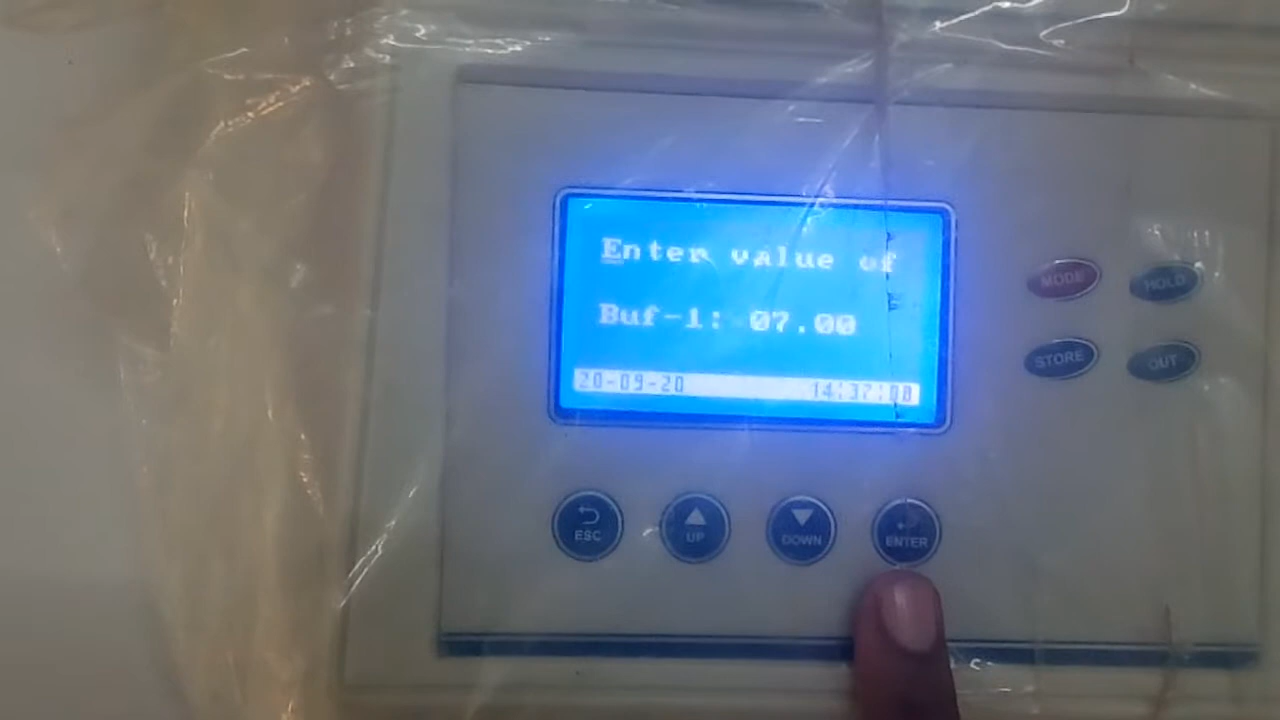 Enter value of
Buf-1: 07.00
20-09-20 14:37:00
MODE HOLD
STORE OUT
ESC UP DOWN ENTER